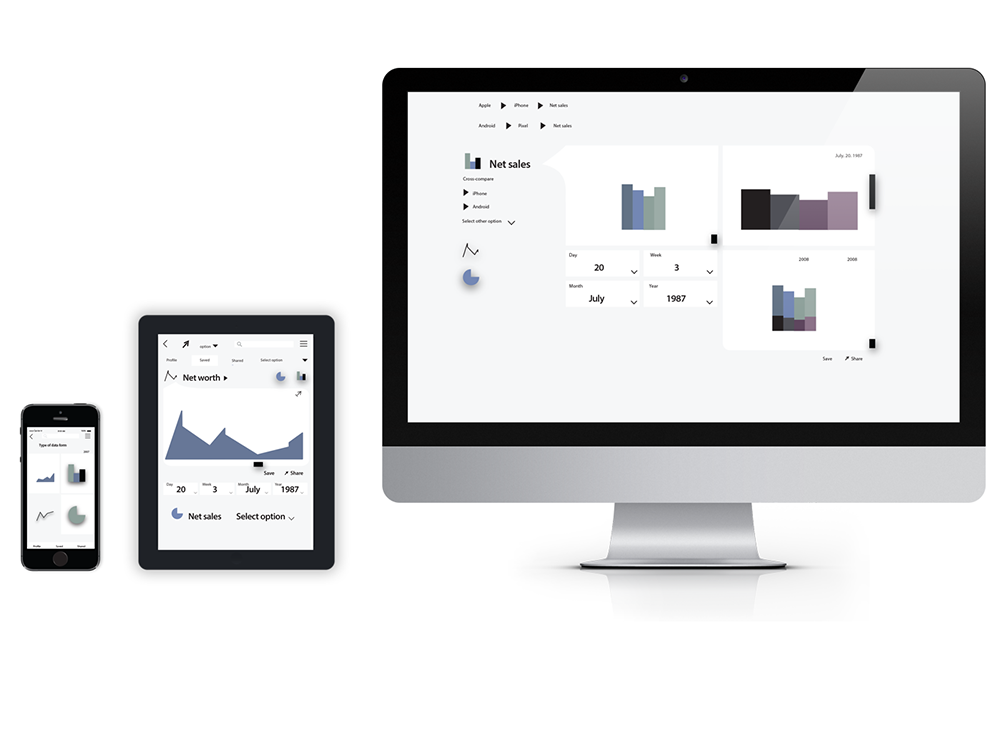 Type of data form
2007
Profile Saved Shared
option
Profile Saved Shared Select option
Net worth
Save Share
Day Week Month Year
20 3 July 1987
Net sales Select option
Apple iPhone Net sales
Android Pixel Net sales
Net sales
Cross-compare
iPhone
Android
Select other option
July. 20. 1987
Day Week
20 3
Month Year
July 1987
2008 2008
Save Share